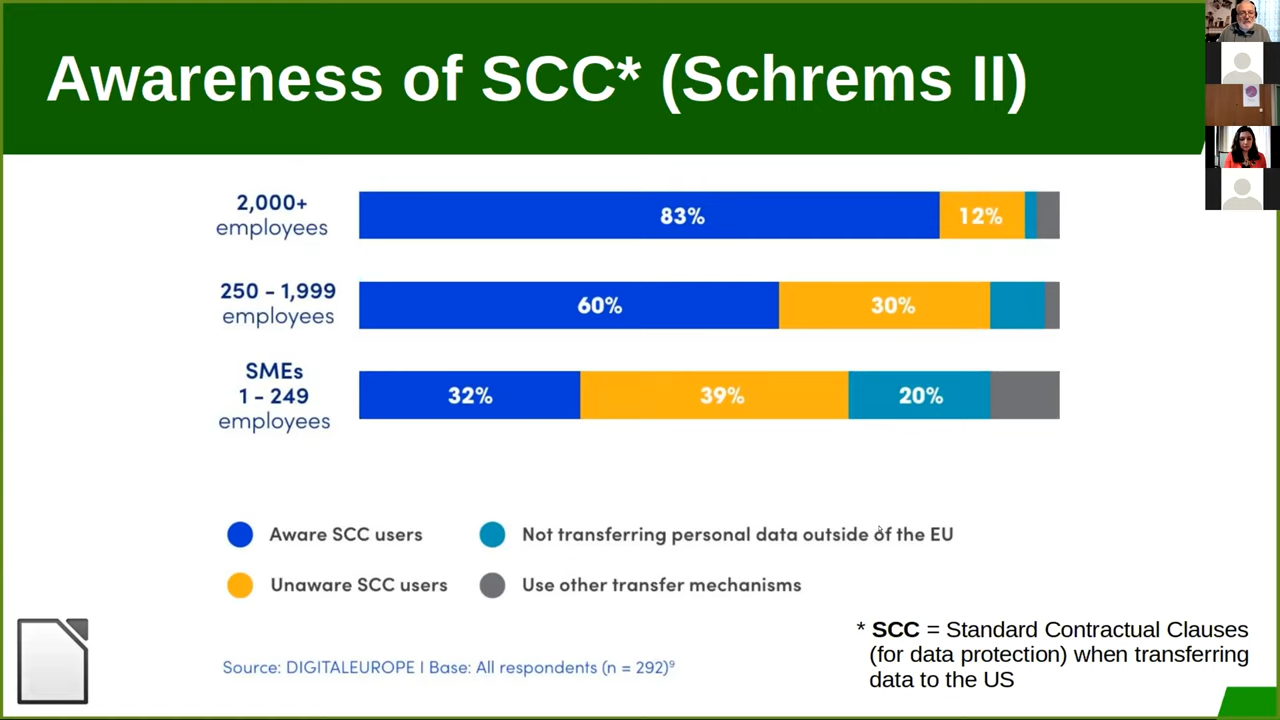 Awareness of SCC* (Schrems II)
2,000+
employees
83%
12%
250 - 1,999
employees
60%
30%
SMEs
1 - 249
employees
32%
39%
20%
Aware SCC users
Not transferring personal data outside of the EU
Unaware SCC users
Use other transfer mechanisms
* SCC = Standard Contractual Clauses
(for data protection) when transferring
data to the US
Source: DIGITALEUROPE I Base: All respondents (n = 292)⁹